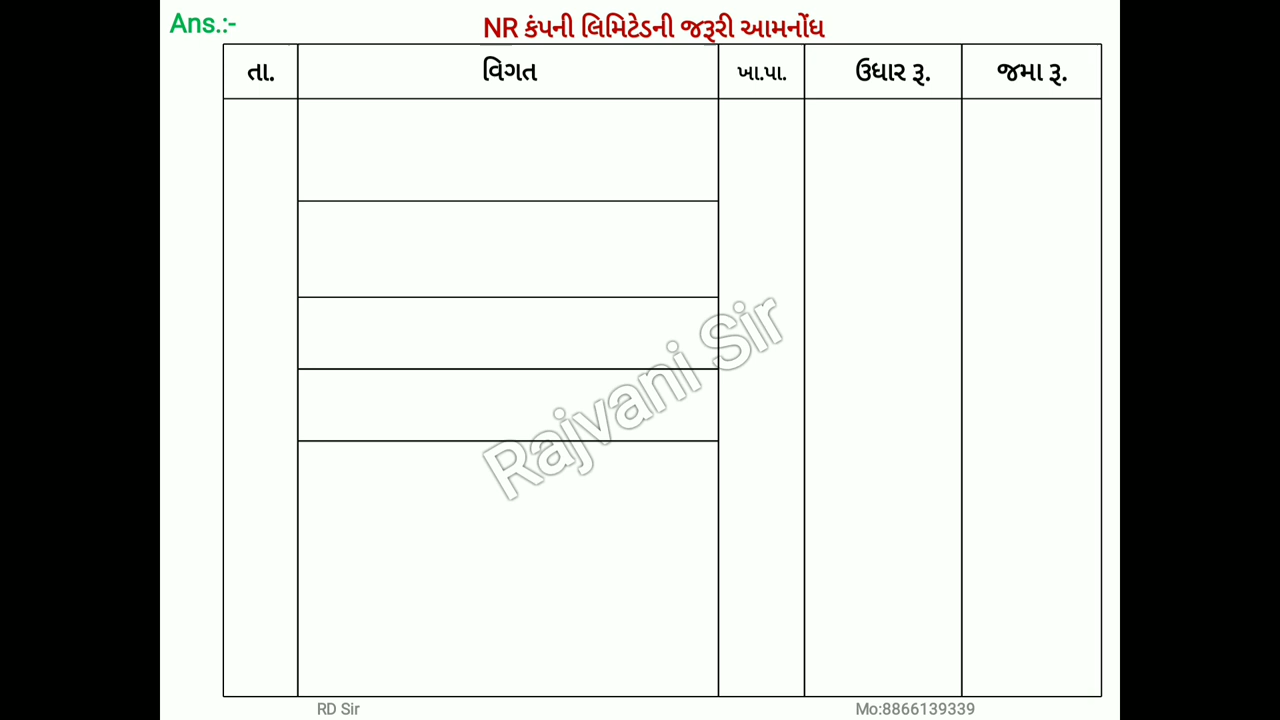 Ans.:-
NR કંપની લિમિટેડની જરૂરી આમનોંધ
તા. વિગત ખા.પા. ઉધાર રૂ. જમા રૂ.
Rajvani Sir
RD Sir Mo:8866139339